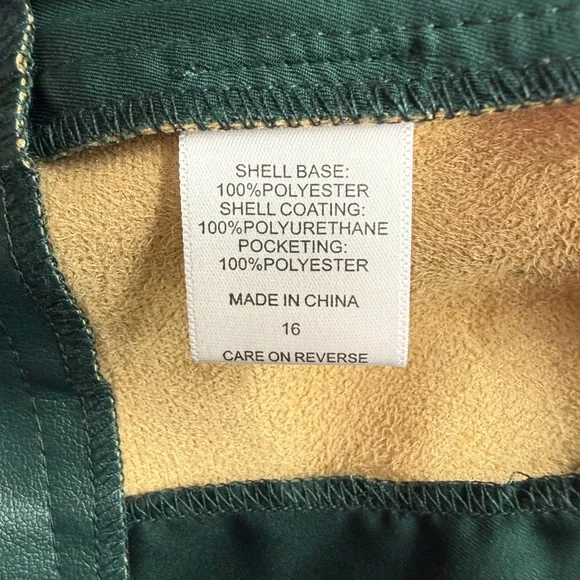 SHELL BASE:
100%POLYESTER
SHELL COATING:
100%POLYURETHANE
POCKETING:
100%POLYESTER
MADE IN CHINA
16
CARE ON REVERSE